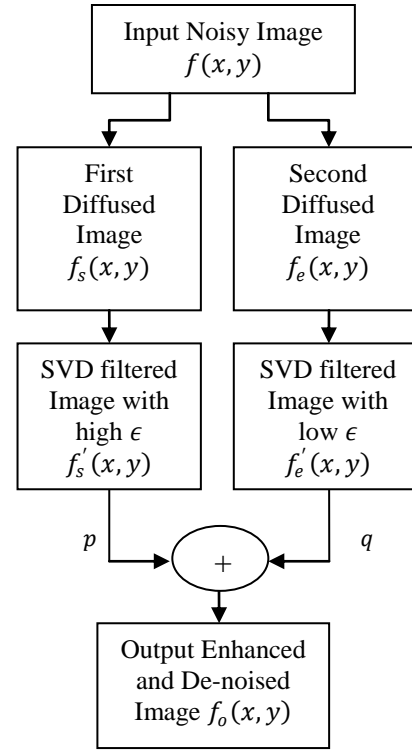 Input Noisy Image
f(x, y)
First
Diffused
Image
f_s(x, y)
Second
Diffused
Image
f_e(x, y)
SVD filtered
Image with
high ϵ
f_s'(x, y)
SVD filtered
Image with
low ϵ
f_e'(x, y)
p
q
+
Output Enhanced
and De-noised
Image f_o(x, y)